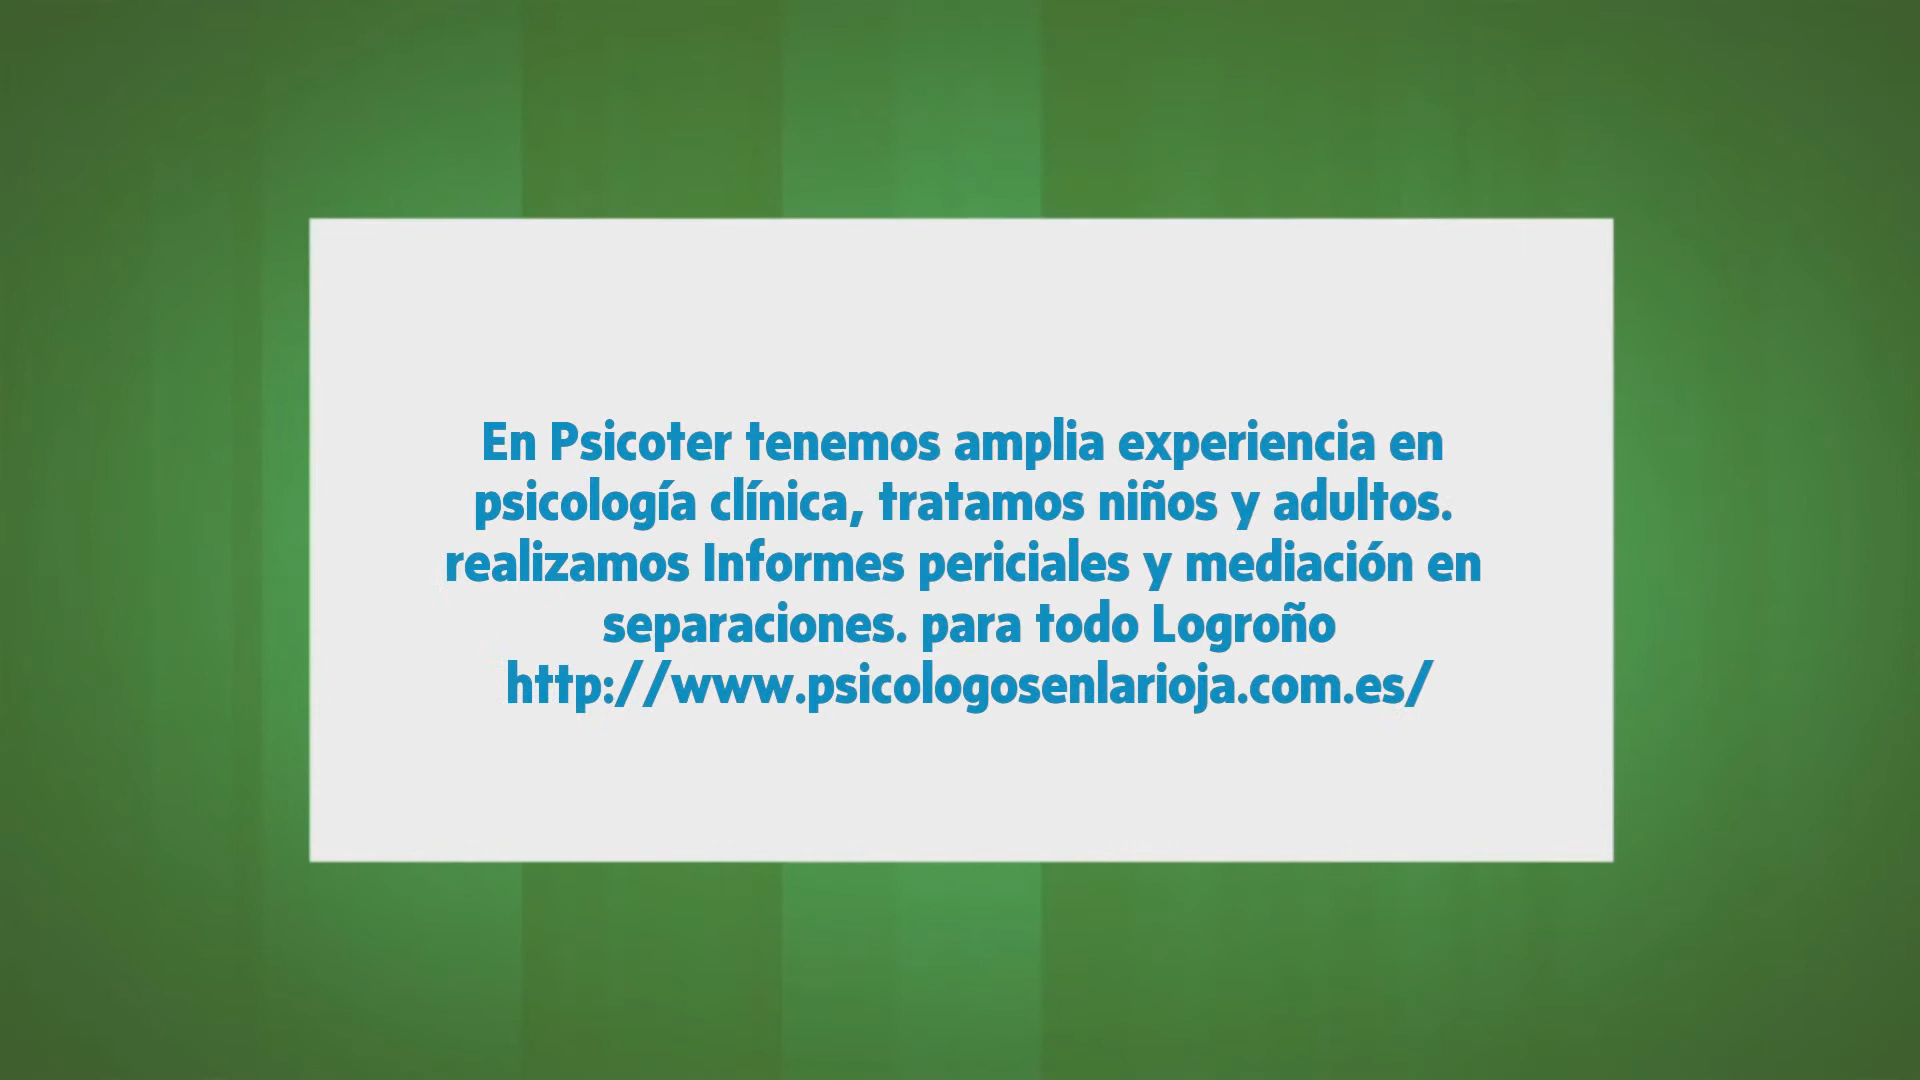 En Psicoter tenemos amplia experiencia en
psicología clínica, tratamos niños y adultos.
realizamos Informes periciales y mediación en
separaciones. para todo Logroño
http://www.psicologosenlarioja.com.es/